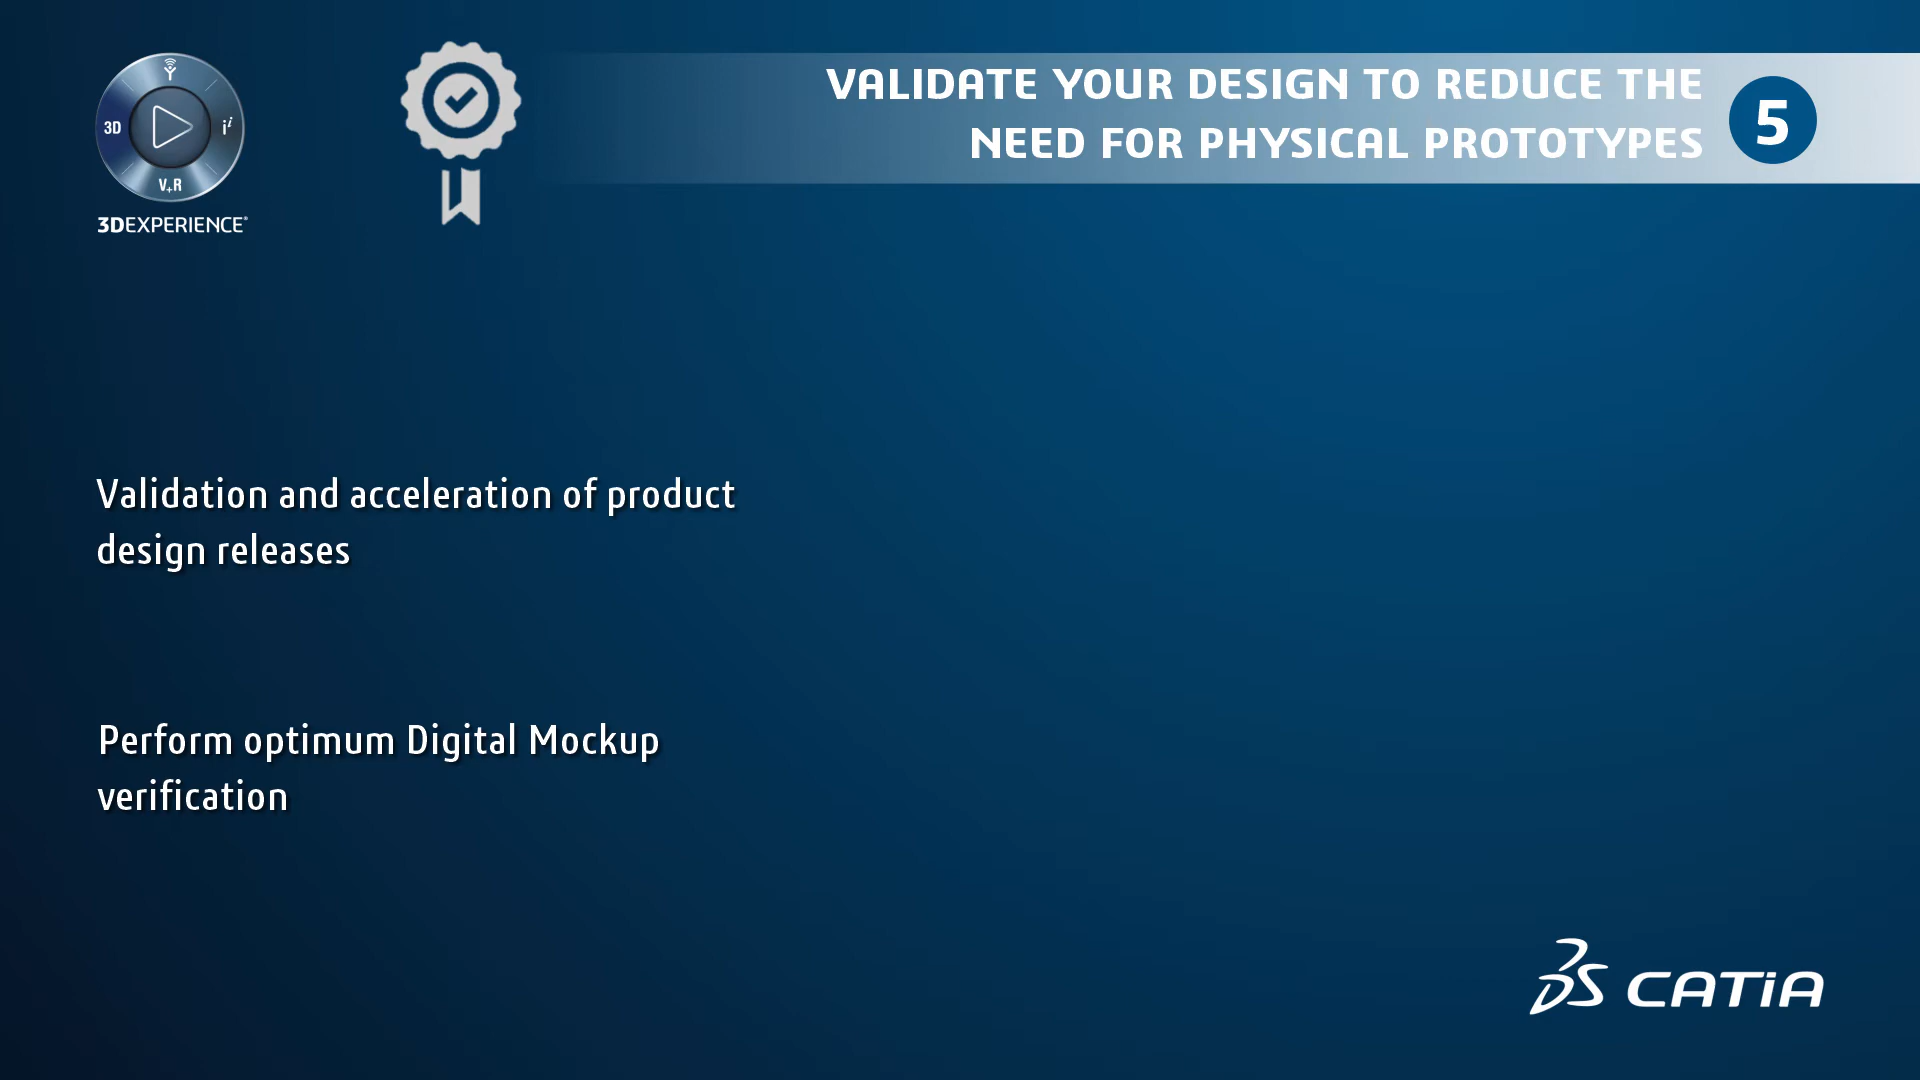 VALIDATE YOUR DESIGN TO REDUCE THE
NEED FOR PHYSICAL PROTOTYPES
5
3D
i i
V+R
3DEXPERIENCE®
Validation and acceleration of product
design releases
Perform optimum Digital Mockup
verification
3DS CATIA